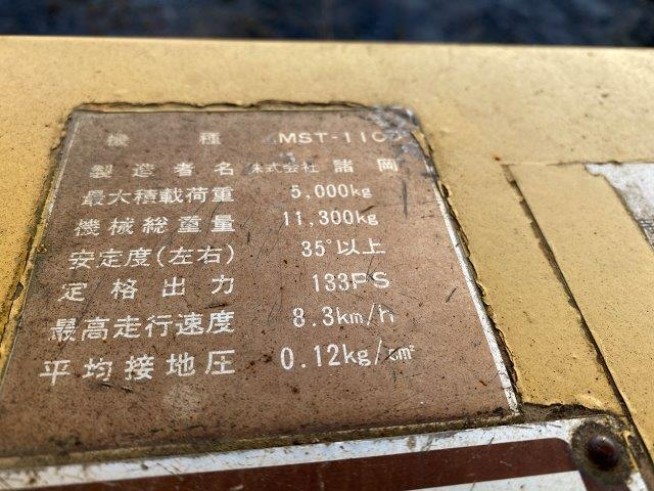 機種 MST-110
製造者名 株式会社 諸岡
最大積載荷重 5,000kg
機械総重量 11,300kg
安定度(左右) 35°以上
定格出力 133PS
最高走行速度 8.3km/h
平均接地圧 0.12kg/cm²